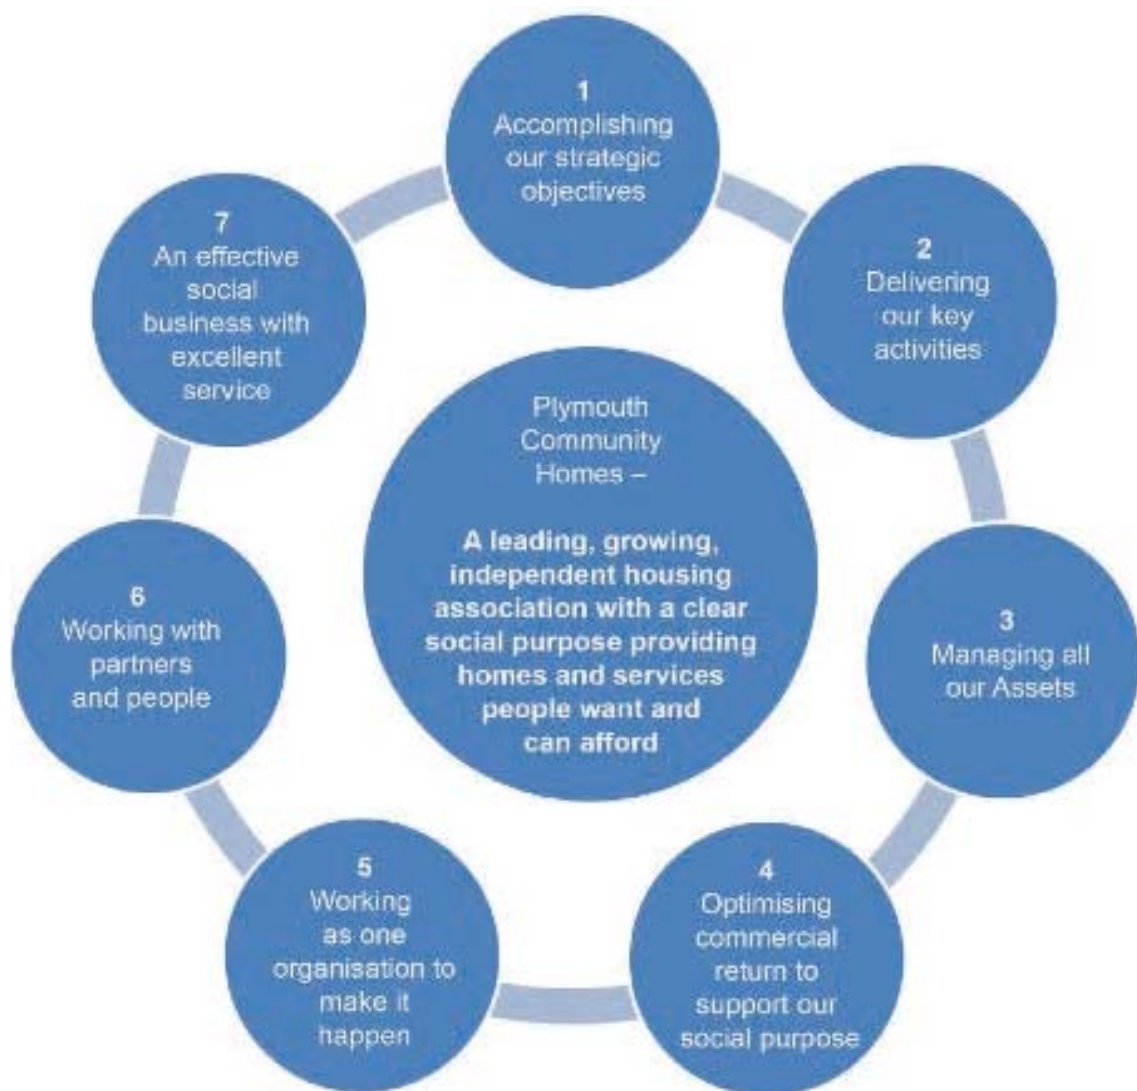 1
Accomplishing
our strategic
objectives
2
Delivering
our key
activities
3
Managing all
our Assets
4
Optimising
commercial
return to
support our
social purpose
5
Working
as one
organisation to
make it
happen
6
Working with
partners
and people
7
An effective
social
business with
excellent
service
Plymouth
Community
Homes –
A leading, growing,
independent housing
association with a clear
social purpose providing
homes and services
people want and
can afford